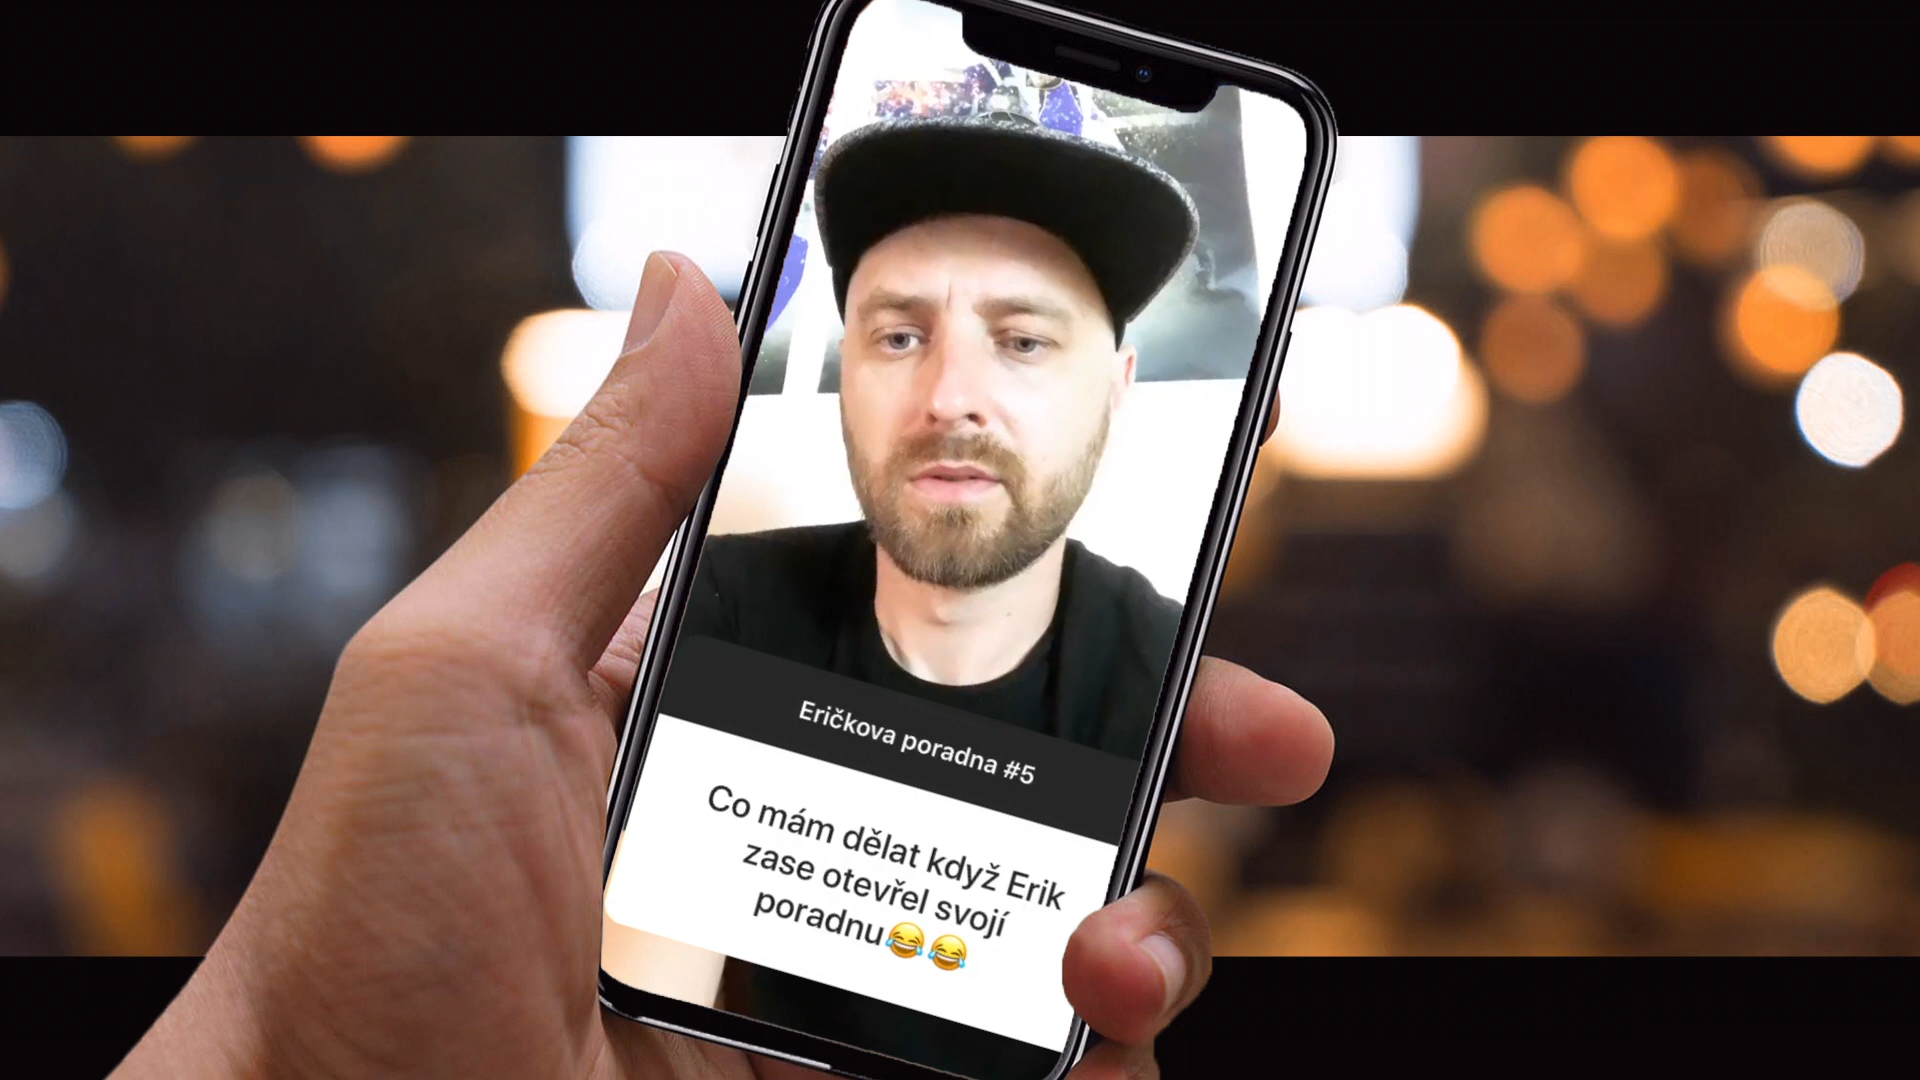 Eričkova poradna #5
Co mám dělat když Erik
zase otevřel svojí
poradnu😂😂